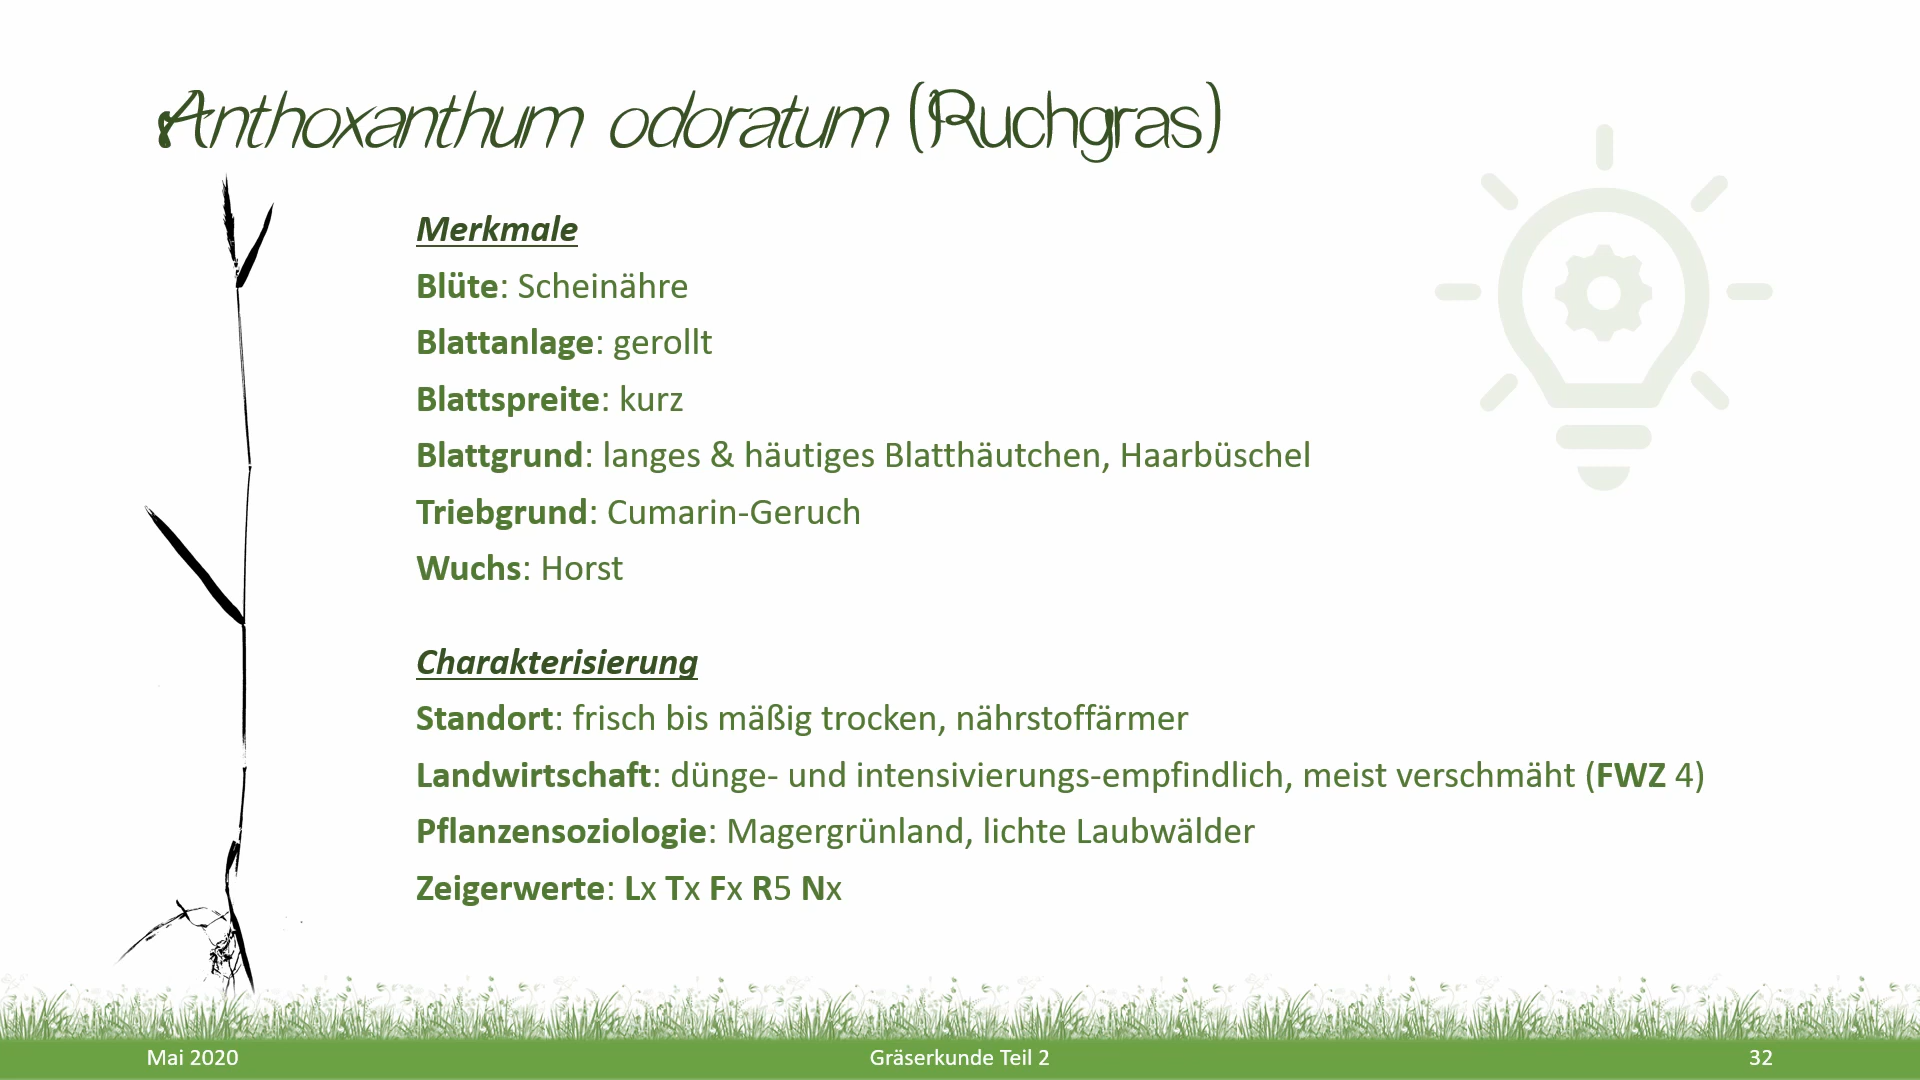 Anthoxanthum odoratum (Ruchgras)
Merkmale
Blüte: Scheinähre
Blattanlage: gerollt
Blattspreite: kurz
Blattgrund: langes & häutiges Blatthäutchen, Haarbüschel
Triebgrund: Cumarin-Geruch
Wuchs: Horst
Charakterisierung
Standort: frisch bis mäßig trocken, nährstoffärmer
Landwirtschaft: dünge- und intensivierungs-empfindlich, meist verschmäht (FWZ 4)
Pflanzensoziologie: Magergrünland, lichte Laubwälder
Zeigerwerte: Lx Tx Fx R5 Nx
Mai 2020
Gräserkunde Teil 2
32